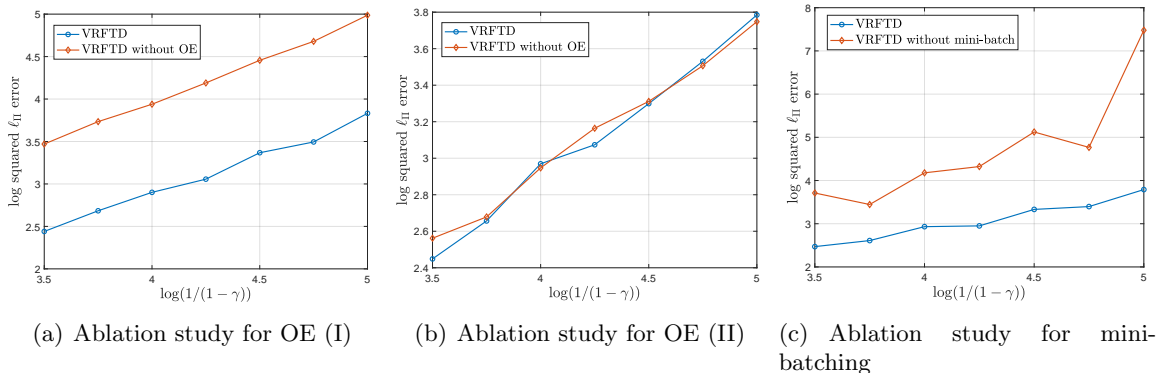 5
4.5
4
3.5
3
2.5
2
3.5
4
4.5
5
log squared ℓ_Π error
log(1/(1 − γ))
VRFTD
VRFTD without OE
3.8
3.6
3.4
3.2
3.0
2.8
2.6
2.4
3.5
4
4.5
5
log squared ℓ_Π error
log(1/(1 − γ))
VRFTD
VRFTD without OE
8
7
6
5
4
3
2
3.5
4
4.5
5
log squared ℓ_Π error
log(1/(1 − γ))
VRFTD
VRFTD without mini-batch
(a) Ablation study for OE (I)
(b) Ablation study for OE (II)
(c) Ablation study for mini-
batching